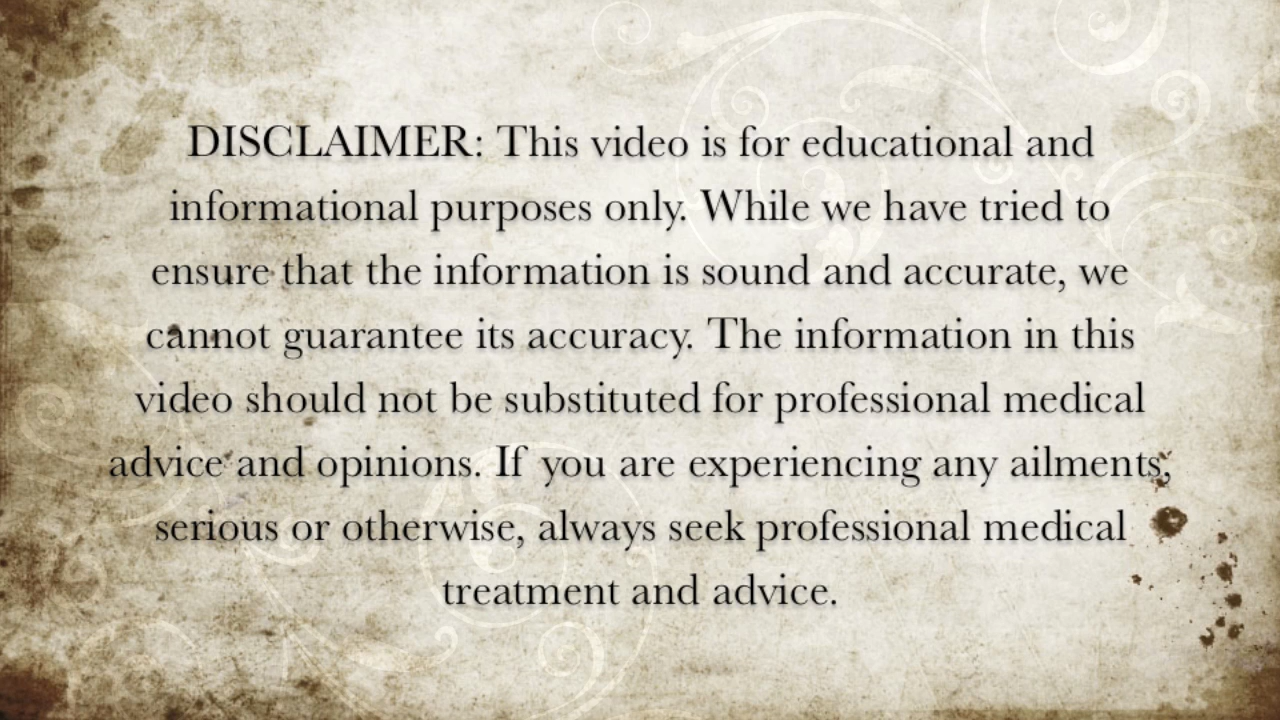 DISCLAIMER: This video is for educational and
informational purposes only. While we have tried to
ensure that the information is sound and accurate, we
cannot guarantee its accuracy. The information in this
video should not be substituted for professional medical
advice and opinions. If you are experiencing any ailments,
serious or otherwise, always seek professional medical
treatment and advice.